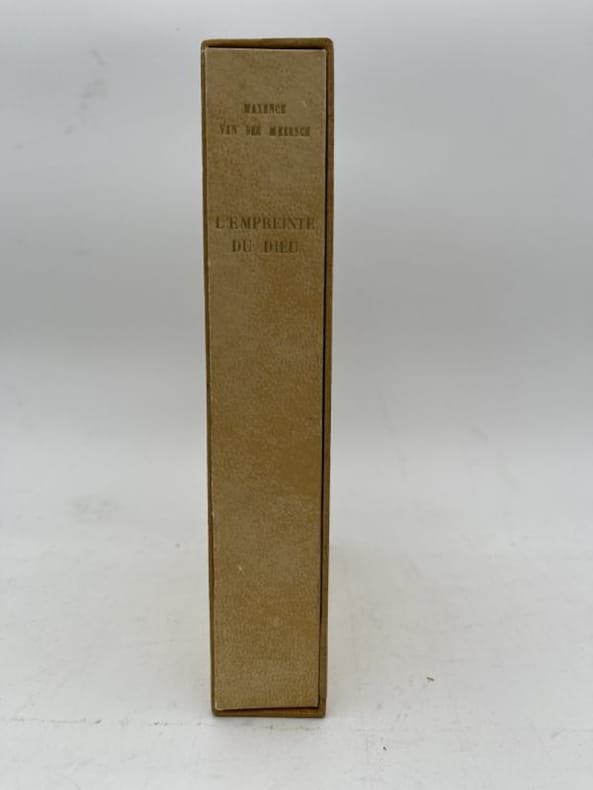 MAXENCE
VAN DER MEERSCH
L'EMPREINTE
DU DIEU